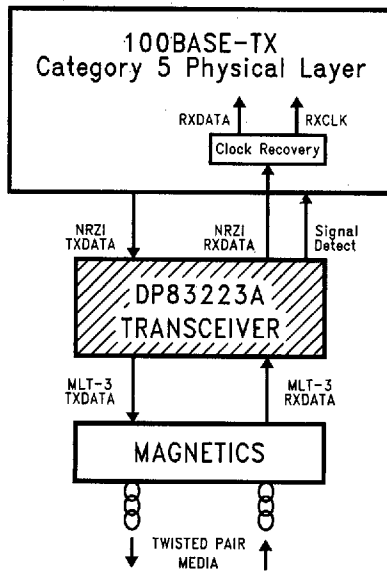 100BASE-TX
Category 5 Physical Layer
RXDATA
RXCLK
Clock Recovery
NRZI
TXDATA
NRZI
RXDATA
Signal
Detect
DP83223A
TRANSCEIVER
MLT-3
TXDATA
MLT-3
RXDATA
MAGNETICS
TWISTED PAIR
MEDIA